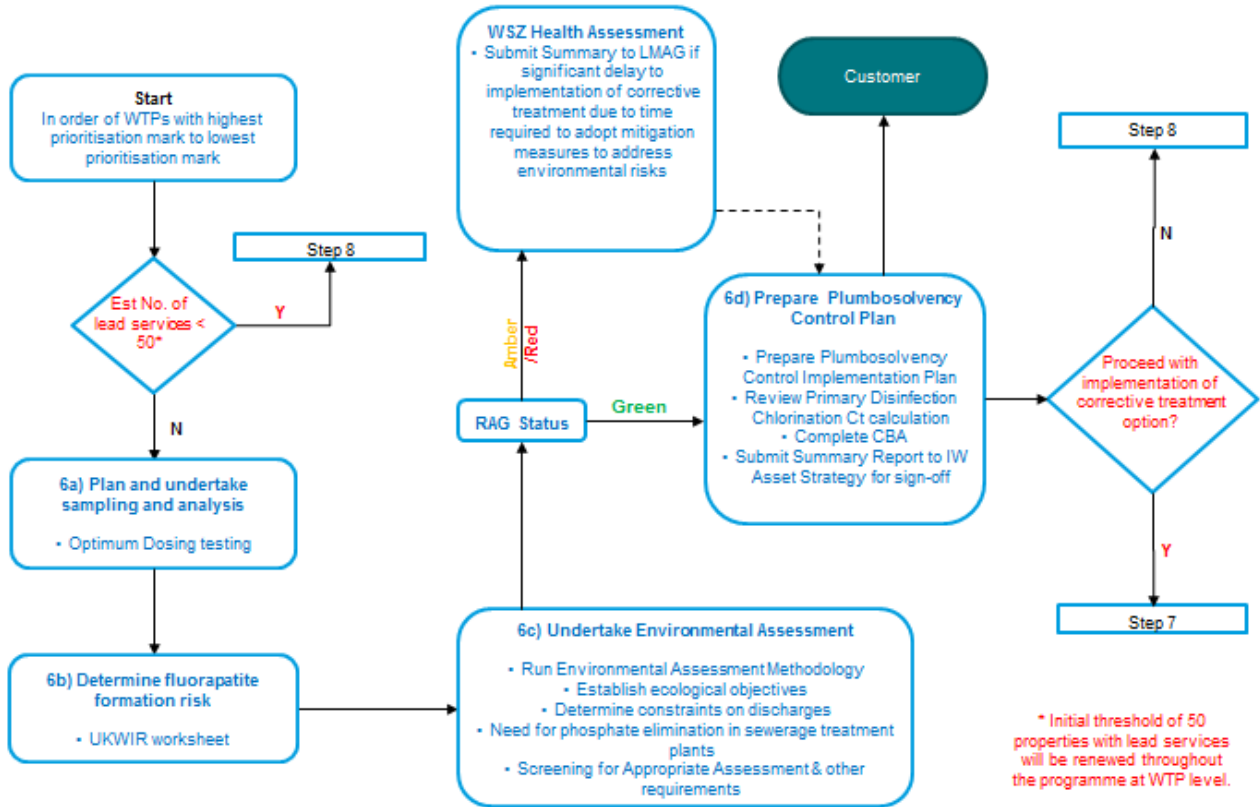 Start
In order of WTPs with highest
prioritisation mark to lowest
prioritisation mark
Est No. of
lead services <
50*
Y
Step 8
N
6a) Plan and undertake
sampling and analysis
• Optimum Dosing testing
6b) Determine fluorapatite
formation risk
• UKWIR worksheet
6c) Undertake Environmental Assessment
• Run Environmental Assessment Methodology
• Establish ecological objectives
• Determine constraints on discharges
• Need for phosphate elimination in sewerage treatment
plants
• Screening for Appropriate Assessment & other
requirements
RAG Status
Amber
/Red
Green
WSZ Health Assessment
• Submit Summary to LMAG if
significant delay to
implementation of corrective
treatment due to time
required to adopt mitigation
measures to address
environmental risks
6d) Prepare Plumbosolvency
Control Plan
• Prepare Plumbosolvency
Control Implementation Plan
• Review Primary Disinfection
Chlorination Ct calculation
• Complete CBA
• Submit Summary Report to IW
Asset Strategy for sign-off
Customer
Proceed with
implementation of
corrective treatment
option?
N
Step 8
Y
Step 7
* Initial threshold of 50
properties with lead services
will be renewed throughout
the programme at WTP level.